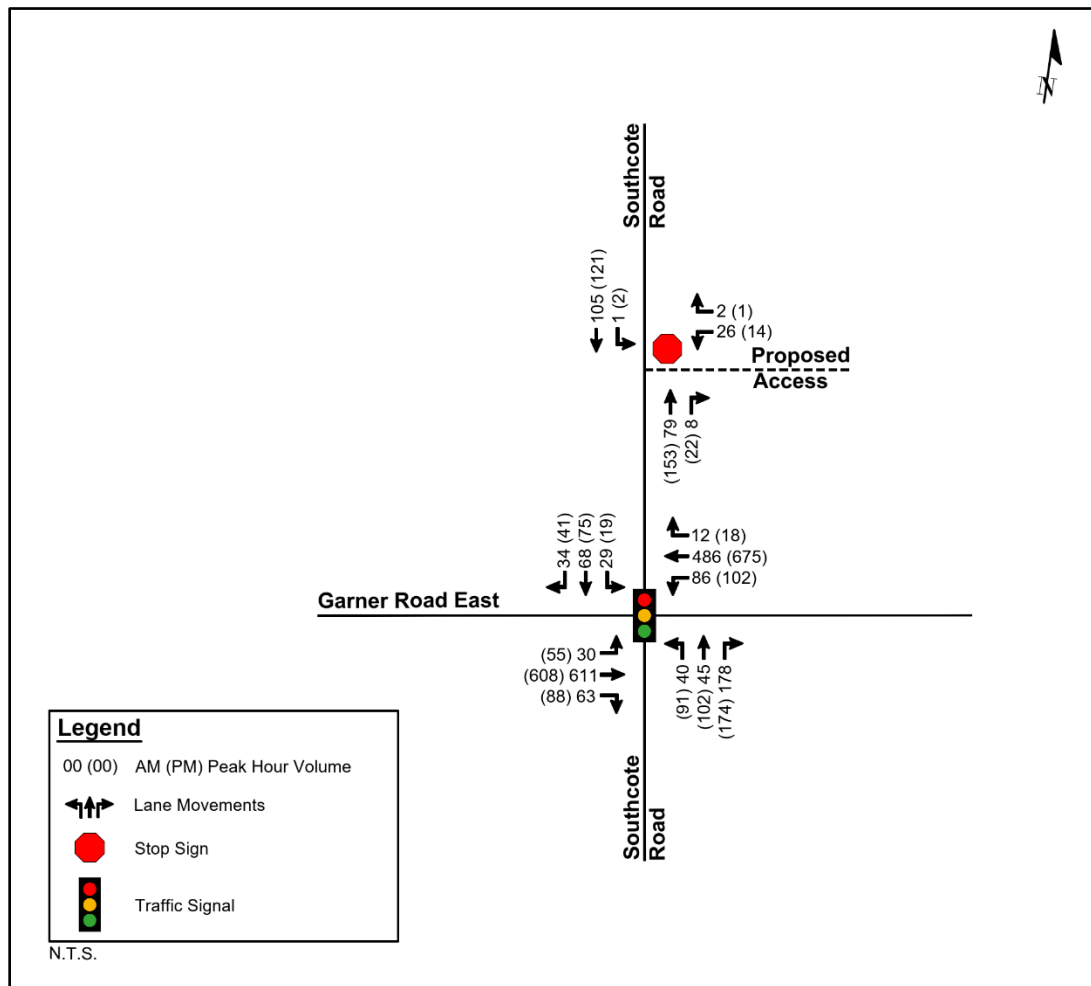 N
Southcote
Road
105 (121)
1 (2)
2 (1)
26 (14)
Proposed
Access
(153) 79
(22) 8
34 (41)
68 (75)
29 (19)
12 (18)
486 (675)
86 (102)
Garner Road East
(55) 30
(608) 611
(88) 63
(91) 40
(102) 45
(174) 178
Southcote
Road
Legend
00 (00) AM (PM) Peak Hour Volume
Lane Movements
Stop Sign
Traffic Signal
N.T.S.